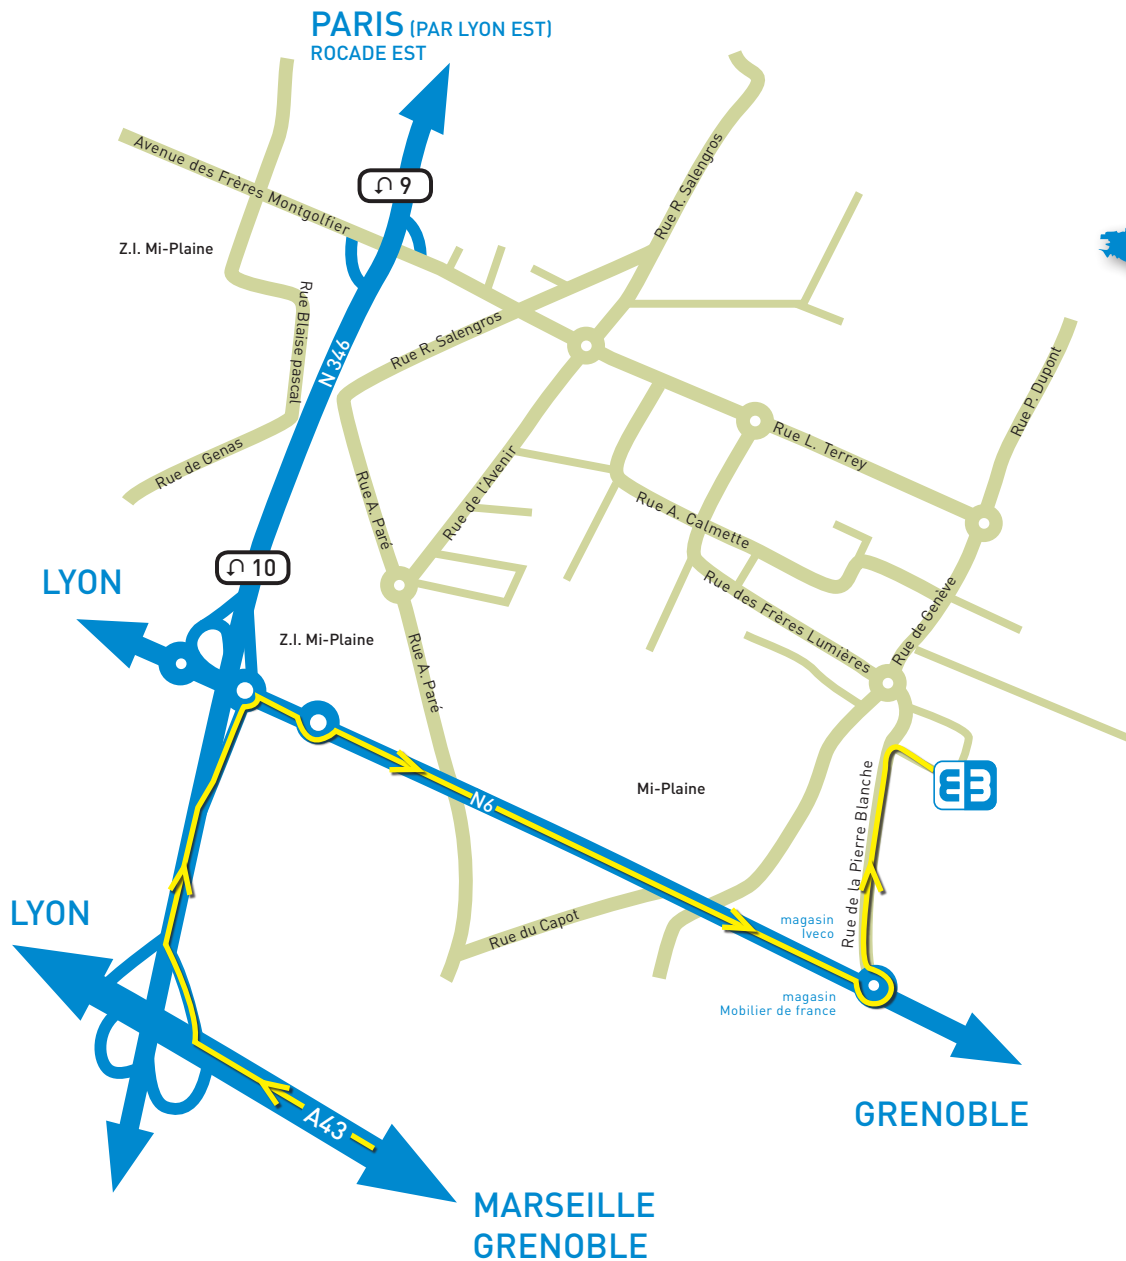 PARIS (PAR LYON EST)
ROCADE EST
Avenue des Frères Montgolfier
9
Rue R. Salengros
Z.I. Mi-Plaine
Rue Blaise pascal
N 346
Rue R. Salengros
Rue P. Dupont
Rue L. Terrey
Rue de Genas
Rue A. Paré
Rue de l'Avenir
Rue A. Calmette
10
LYON
Rue des Frères Lumières
Rue de Genève
Z.I. Mi-Plaine
Rue A. Paré
Mi-Plaine
N6
Rue de la Pierre Blanche
LYON
Rue du Capot
magasin
Iveco
magasin
Mobilier de france
A43
GRENOBLE
MARSEILLE
GRENOBLE